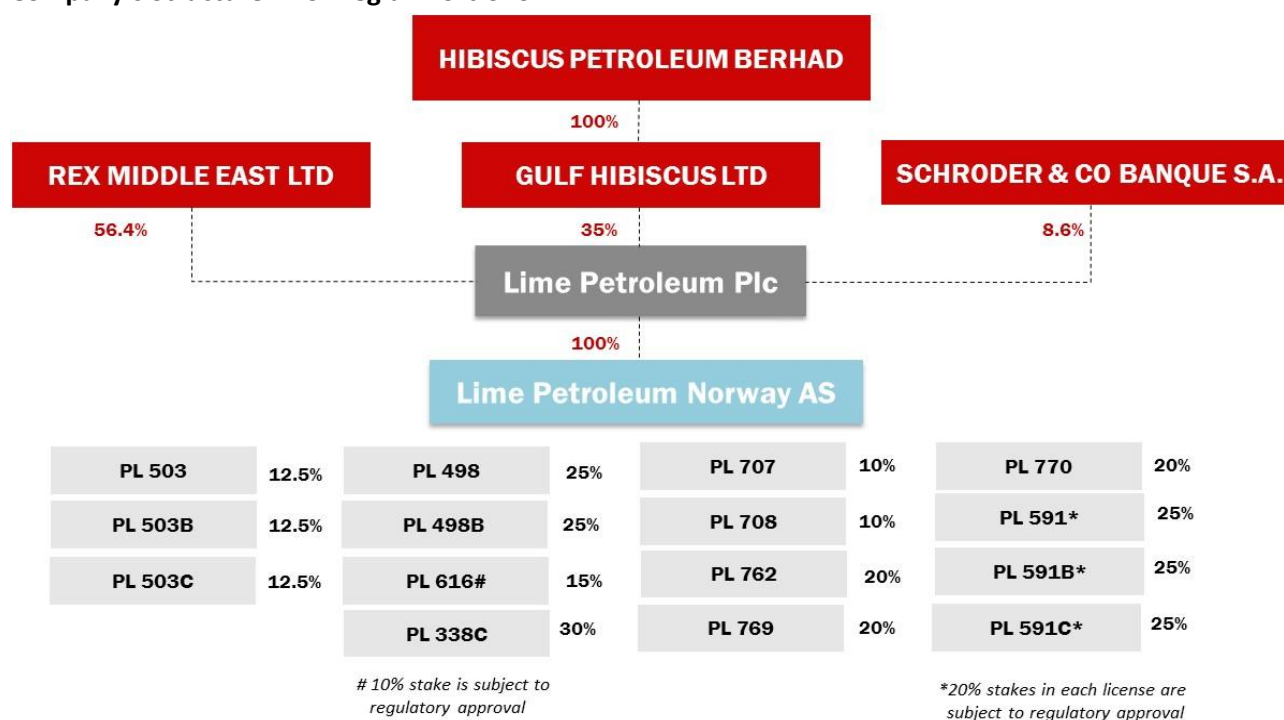 HIBISCUS PETROLEUM BERHAD
100%
REX MIDDLE EAST LTD
GULF HIBISCUS LTD
SCHRODER & CO BANQUE S.A.
56.4%
35%
8.6%
Lime Petroleum Plc
100%
Lime Petroleum Norway AS
PL 503 12.5%
PL 503B 12.5%
PL 503C 12.5%
PL 498 25%
PL 498B 25%
PL 616# 15%
PL 338C 30%
# 10% stake is subject to
regulatory approval
PL 707 10%
PL 708 10%
PL 762 20%
PL 769 20%
PL 770 20%
PL 591* 25%
PL 591B* 25%
PL 591C* 25%
*20% stakes in each license are
subject to regulatory approval